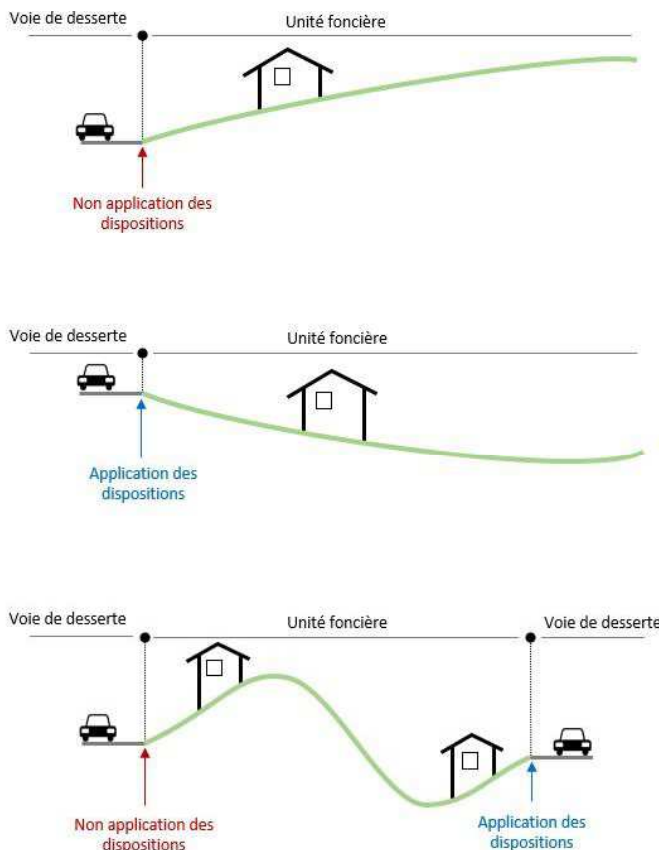 Voie de desserte Unité foncière
Non application des
dispositions
Voie de desserte Unité foncière
Application des
dispositions
Voie de desserte Unité foncière Voie de desserte
Non application des
dispositions
Application des
dispositions